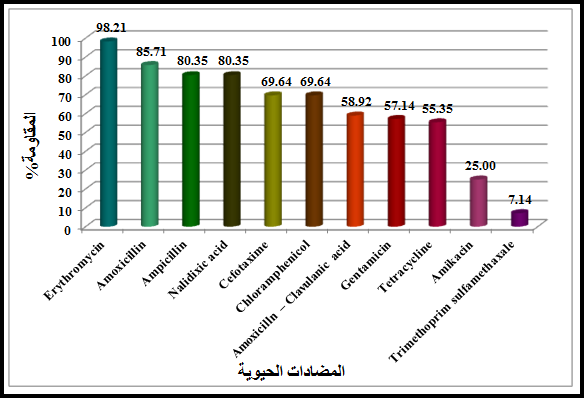 98.21
85.71
80.35
80.35
69.64
69.64
58.92
57.14
55.35
25.00
7.14
100
90
80
70
60
50
40
30
20
10
0
المقاومة%
Erythromycin
Amoxicillin
Ampicillin
Nalidixic acid
Cefotaxime
Chloramphenicol
Amoxicilln – Clavulanic acid
Gentamicin
Tetracycline
Amikacin
Trimethoprim sulfamethaxale
المضادات الحيوية